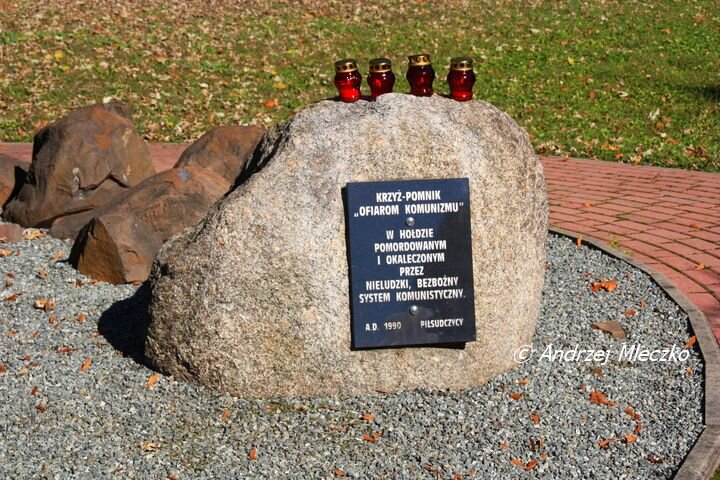 KRZYŻ-POMNIK
„OFIAROM KOMUNIZMU”
W HOŁDZIE
POMORDOWANYM
I OKALECZONYM
PRZEZ
NIELUDZKI, BEZBOŻNY
SYSTEM KOMUNISTYCZNY.
A.D. 1990 PIŁSUDCZYCY
© Andrzej Mleczko